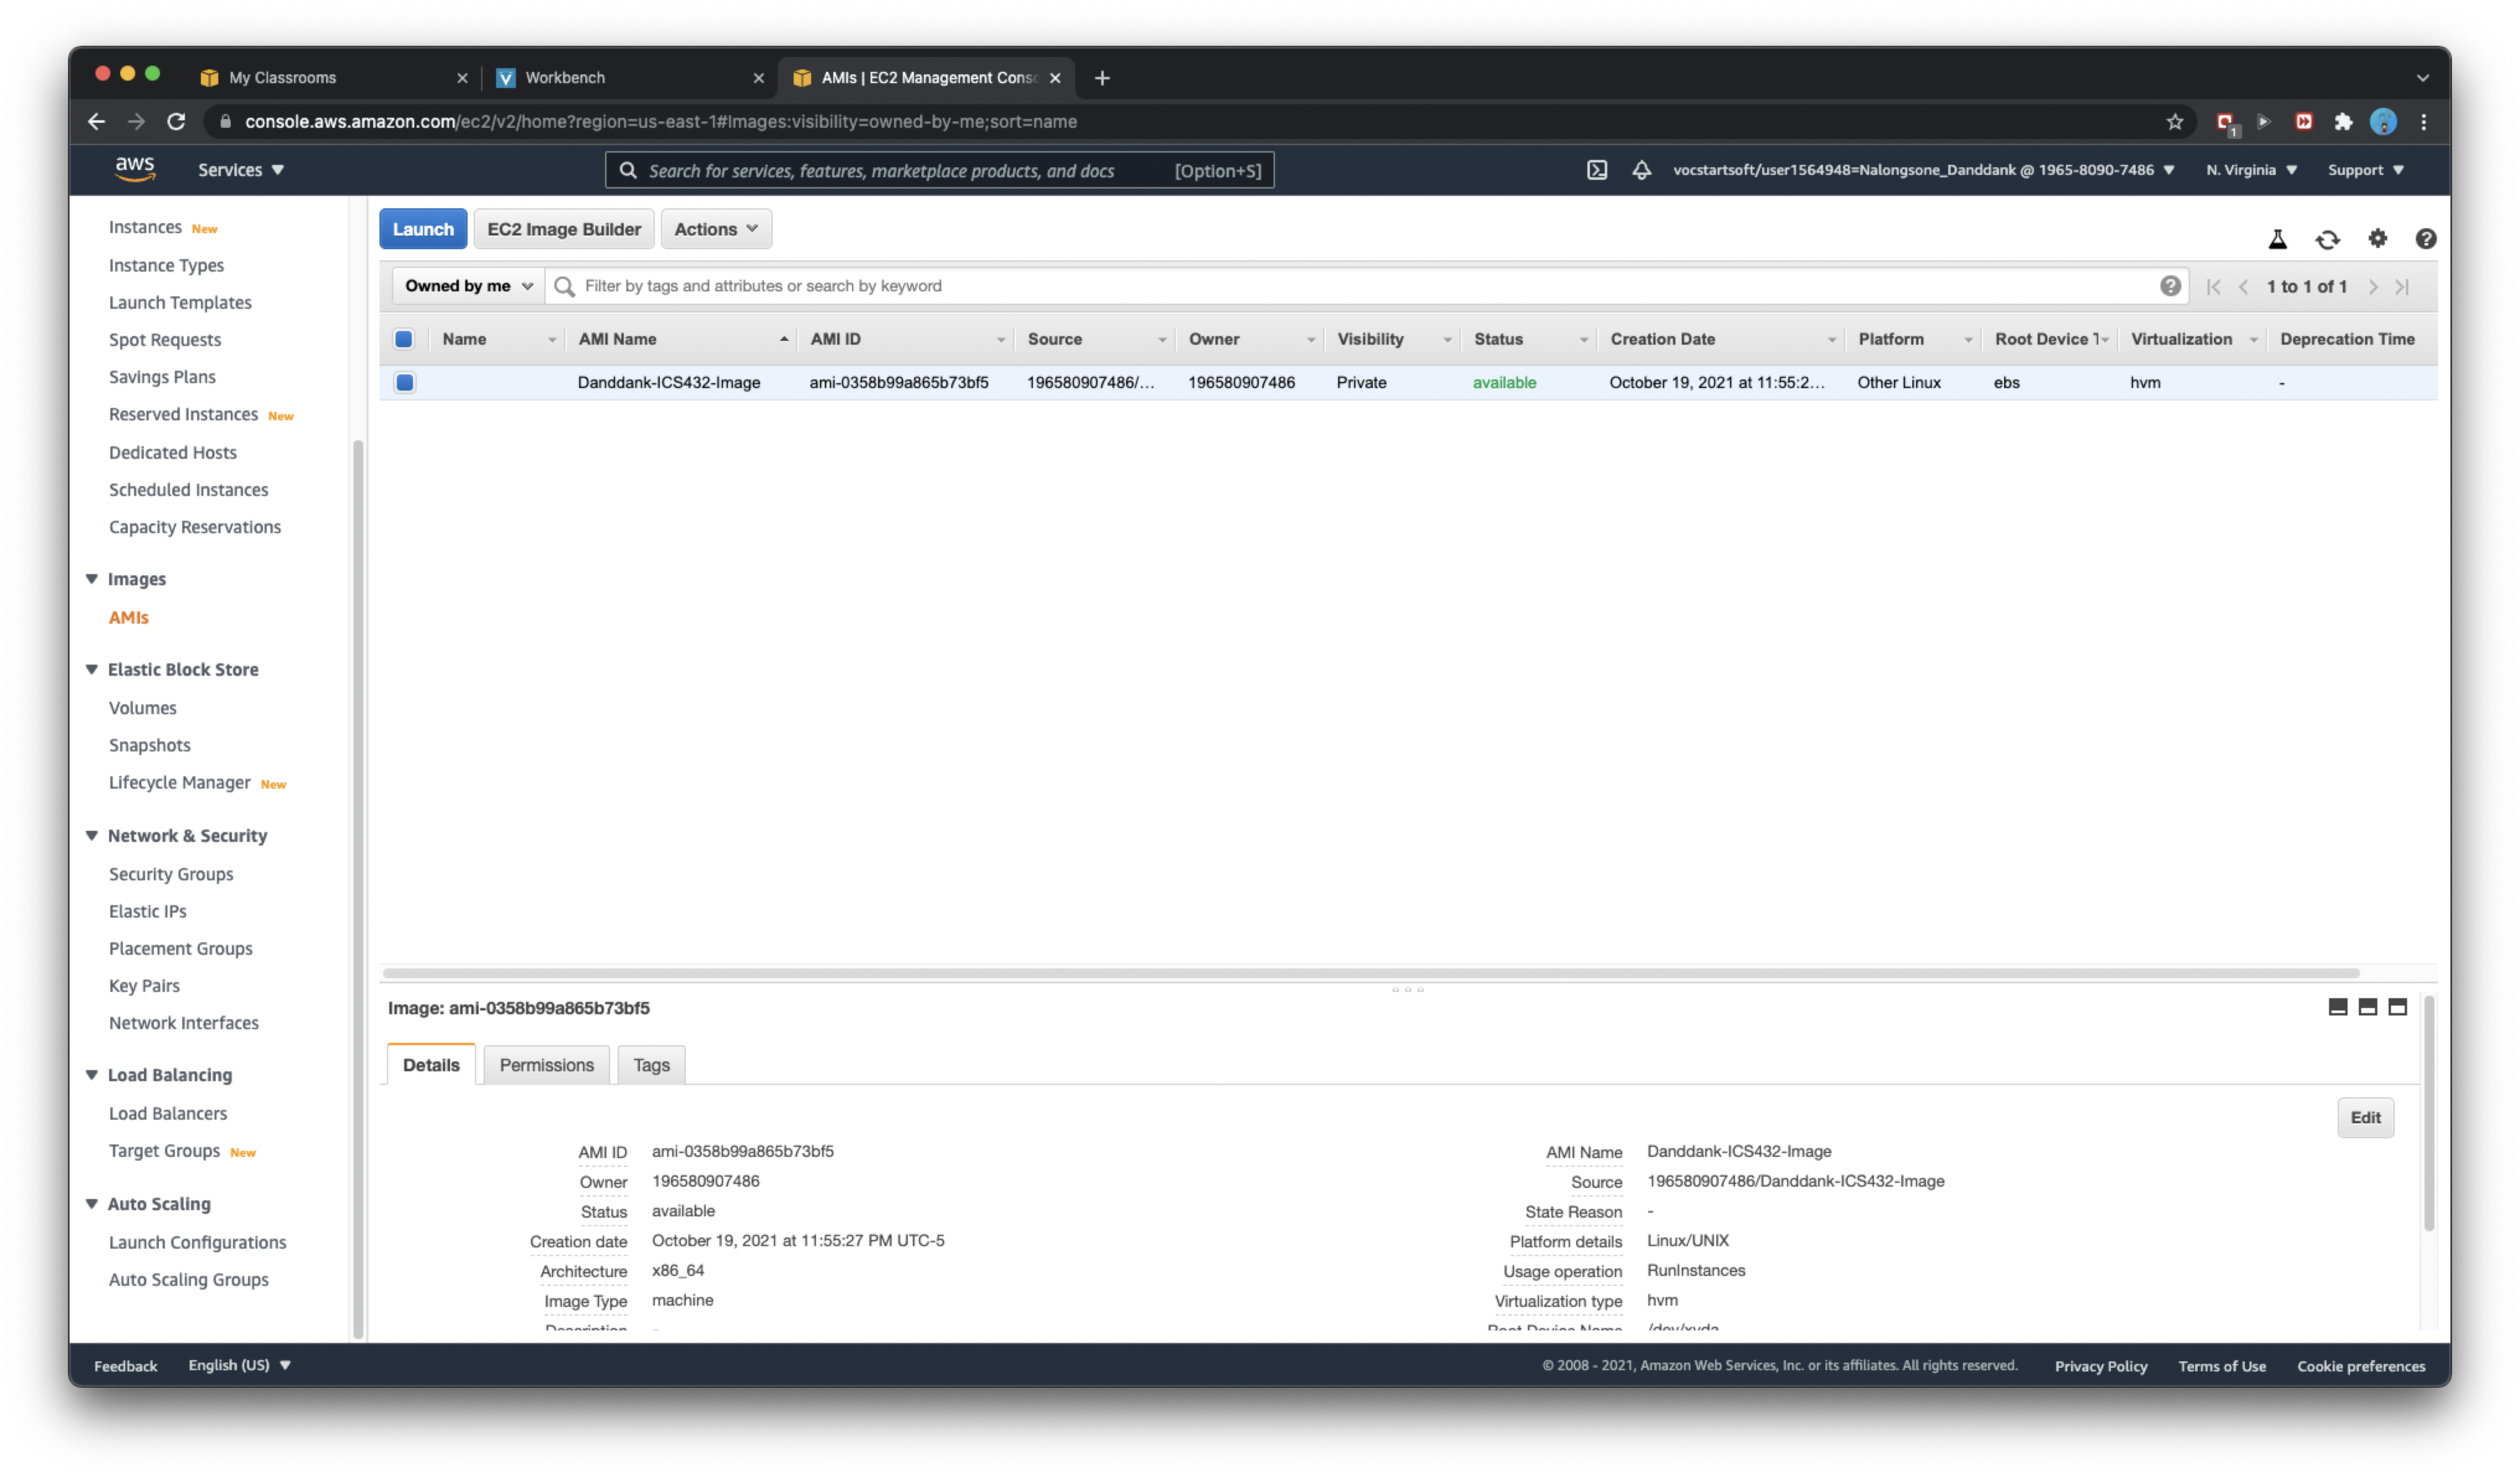 My Classrooms
Workbench
AMIs | EC2 Management Conso
console.aws.amazon.com/ec2/v2/home?region=us-east-1#Images:visibility=owned-by-me;sort=name
1
aws
Services
Search for services, features, marketplace products, and docs [Option+S]
vocstartsoft/user1564948=Nalongsone_Danddank @ 1965-8090-7486
N. Virginia
Support
Instances New
Instance Types
Launch Templates
Spot Requests
Savings Plans
Reserved Instances New
Dedicated Hosts
Scheduled Instances
Capacity Reservations
Images
AMIs
Elastic Block Store
Volumes
Snapshots
Lifecycle Manager New
Network & Security
Security Groups
Elastic IPs
Placement Groups
Key Pairs
Network Interfaces
Load Balancing
Load Balancers
Target Groups New
Auto Scaling
Launch Configurations
Auto Scaling Groups
Launch EC2 Image Builder Actions
Owned by me Filter by tags and attributes or search by keyword 1 to 1 of 1
Name AMI Name AMI ID Source Owner Visibility Status Creation Date Platform Root Device T Virtualization Deprecation Time
Danddank-ICS432-Image ami-0358b99a865b73bf5 196580907486/... 196580907486 Private available October 19, 2021 at 11:55:2... Other Linux ebs hvm -
Image: ami-0358b99a865b73bf5
Details Permissions Tags
Edit
AMI ID ami-0358b99a865b73bf5
Owner 196580907486
Status available
Creation date October 19, 2021 at 11:55:27 PM UTC-5
Architecture x86_64
Image Type machine
Description -
AMI Name Danddank-ICS432-Image
Source 196580907486/Danddank-ICS432-Image
State Reason -
Platform details Linux/UNIX
Usage operation RunInstances
Virtualization type hvm
Root Device Name /dev/xvda
Feedback English (US) © 2008 - 2021, Amazon Web Services, Inc. or its affiliates. All rights reserved. Privacy Policy Terms of Use Cookie preferences